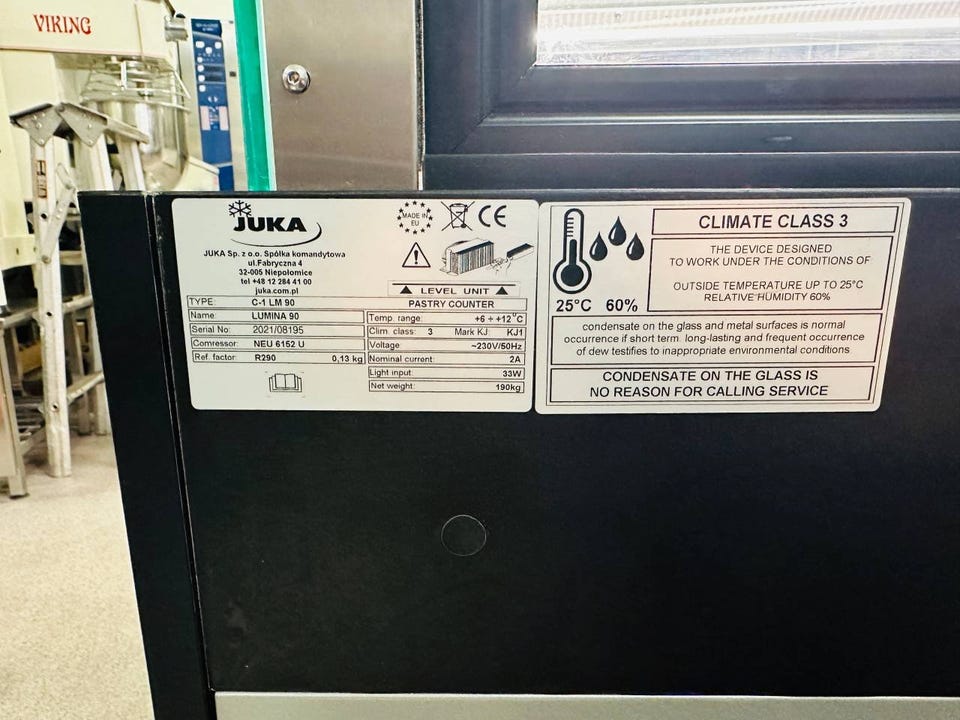 VIKING
JUKA
MADE IN
EU
CE
JUKA Sp. z o.o. Spółka komandytowa
ul.Fabryczna 4
32-005 Niepołomice
tel +48 12 284 41 00
juka.com.pl
LEVEL UNIT
TYPE: C-1 LM 90 PASTRY COUNTER
Name: LUMINA 90
Serial No: 2021/08195
Comressor: NEU 6152 U
Ref. factor: R290 0,13 kg
Temp. range: +6 ÷ +12°C
Clim. class: 3 Mark KJ: KJ1
Voltage: ~230V/50Hz
Nominal current: 2A
Light input: 33W
Net weight: 190kg
25°C 60%
CLIMATE CLASS 3
THE DEVICE DESIGNED
TO WORK UNDER THE CONDITIONS OF
OUTSIDE TEMPERATURE UP TO 25°C
RELATIVE HUMIDITY 60%
condensate on the glass and metal surfaces is normal
occurrence if short term. long-lasting and frequent occurrence
of dew testifies to inappropriate environmental conditions
CONDENSATE ON THE GLASS IS
NO REASON FOR CALLING SERVICE